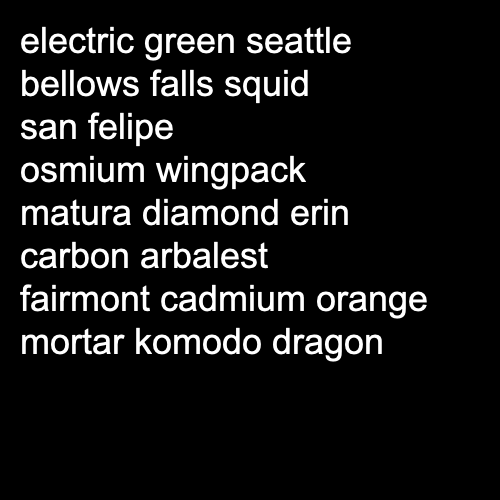 electric green seattle
bellows falls squid
san felipe
osmium wingpack
matura diamond erin
carbon arbalest
fairmont cadmium orange
mortar komodo dragon